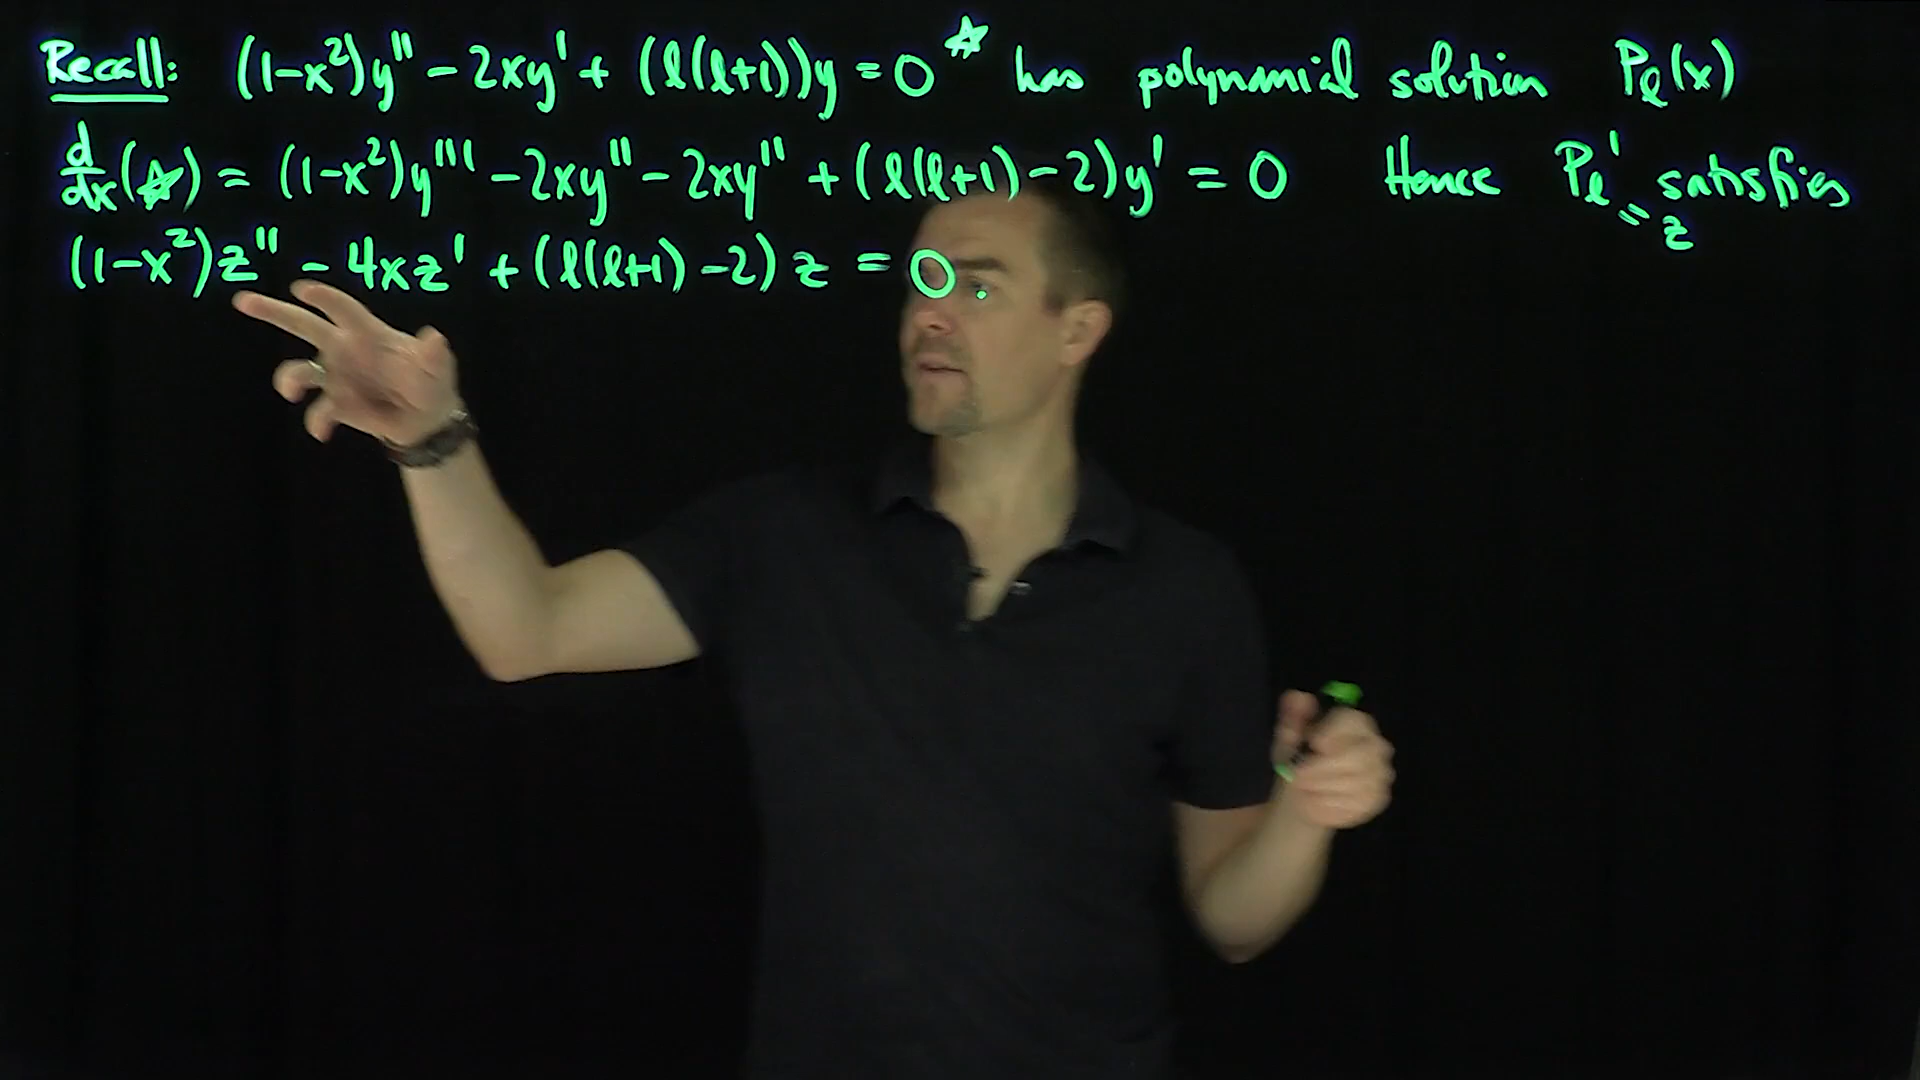 Recall: (1-x²)y'' - 2xy' + (l(l+1))y = 0 ☆ has polynomial solution Pₗ(x)
d/dx(☆) = (1-x²)y''' - 2xy'' - 2xy'' + (l(l+1) - 2)y' = 0 Hence Pₗ' = z satisfies
(1-x²)z'' - 4xz' + (l(l+1) - 2)z = 0.